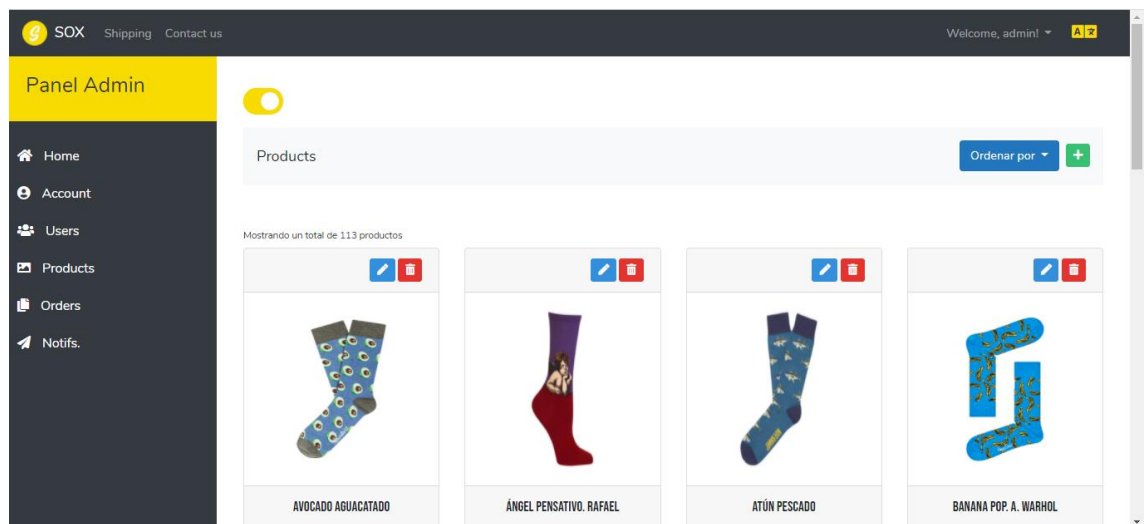 SOX Shipping Contact us Welcome, admin! A
Panel Admin
Home
Account
Users
Products
Orders
Notifs.
Products Ordenar por +
Mostrando un total de 113 productos
AVOCADO AGUACATADO
ÁNGEL PENSATIVO. RAFAEL
ATÚN PESCADO
BANANA POP. A. WARHOL